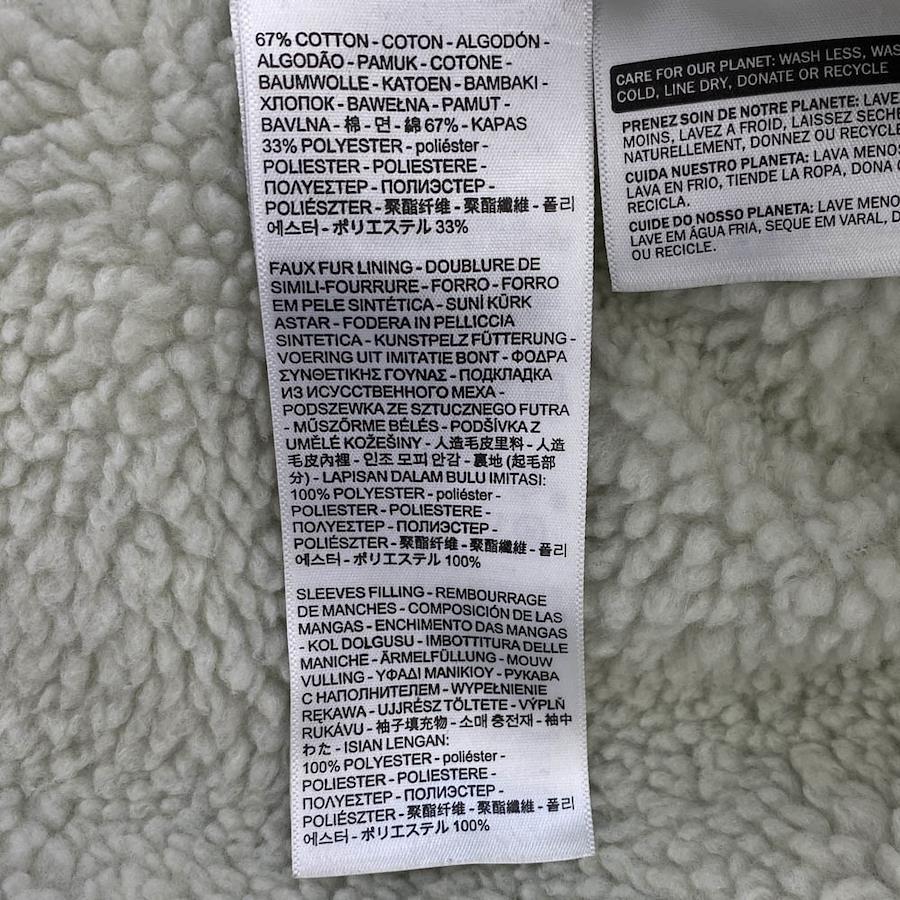 67% COTTON - COTON - ALGODÓN -
ALGODÃO - PAMUK - COTONE -
BAUMWOLLE - KATOEN - BAMBAKI -
ХЛОПОК - BAWEŁNA - PAMUT -
BAVLNA - 棉 - 면 - 綿 67% - KAPAS
33% POLYESTER - poliéster -
POLIESTER - POLIESTERE -
ΠΟΛΥΕΣΤΕΡ - ПОЛИЭСТЕР -
POLIÉSZTER - 聚酯纤维 - 聚酯纖維 - 폴리
에스터 - ポリエステル 33%
FAUX FUR LINING - DOUBLURE DE
SIMILI-FOURRURE - FORRO - FORRO
EM PELE SINTÉTICA - SUNİ KÜRK
ASTAR - FODERA IN PELLICCIA
SINTETICA - KUNSTPELZ FÜTTERUNG -
VOERING UIT IMITATIE BONT - ΦΟΔΡΑ
ΣΥΝΘΕΤΙΚΗΣ ΓΟΥΝΑΣ - ПОДКЛАДКА
ИЗ ИСУССТВЕННОГО МЕХА -
PODSZEWKA ZE SZTUCZNEGO FUTRA
- MŰSZŐRME BÉLÉS - PODŠÍVKA Z
UMĚLÉ KOŽEŠINY - 人造毛皮里料 - 人造
毛皮內裡 - 인조 모피 안감 - 裏地 (起毛部
分) - LAPISAN DALAM BULU IMITASI:
100% POLYESTER - poliéster -
POLIESTER - POLIESTERE -
ΠΟΛΥΕΣΤΕΡ - ПОЛИЭСТЕР -
POLIÉSZTER - 聚酯纤维 - 聚酯纖維 - 폴리
에스터 - ポリエステル 100%
SLEEVES FILLING - REMBOURRAGE
DE MANCHES - COMPOSICIÓN DE LAS
MANGAS - ENCHIMENTO DAS MANGAS
- KOL DOLGUSU - IMBOTTITURA DELLE
MANICHE - ÄRMELFÜLLUNG - MOUW
VULLING - ΥΦΑΔΙ ΜΑΝΙΚΙΟΥ - РУКАВА
С НАПОЛНИТЕЛЕМ - WYPEŁNIENIE
RĘKAWA - UJJRÉSZ TÖLTETE - VÝPLŇ
RUKÁVU - 袖子填充物 - 소매 충전재 - 袖中
わた - ISIAN LENGAN:
100% POLYESTER - poliéster -
POLIESTER - POLIESTERE -
ΠΟΛΥΕΣΤΕΡ - ПОЛИЭСТЕР -
POLIÉSZTER - 聚酯纤维 - 聚酯纖維 - 폴리
에스터 - ポリエステル 100%
CARE FOR OUR PLANET: WASH LESS, WAS
COLD, LINE DRY, DONATE OR RECYCLE
PRENEZ SOIN DE NOTRE PLANETE: LAVE
MOINS, LAVEZ A FROID, LAISSEZ SECHE
NATURELLEMENT, DONNEZ OU RECYCLE
CUIDA NUESTRO PLANETA: LAVA MENOS
LAVA EN FRIO, TIENDE LA ROPA, DONA
RECICLA.
CUIDE DO NOSSO PLANETA: LAVE MENO
LAVE EM ÁGUA FRIA, SEQUE EM VARAL, D
OU RECICLE.